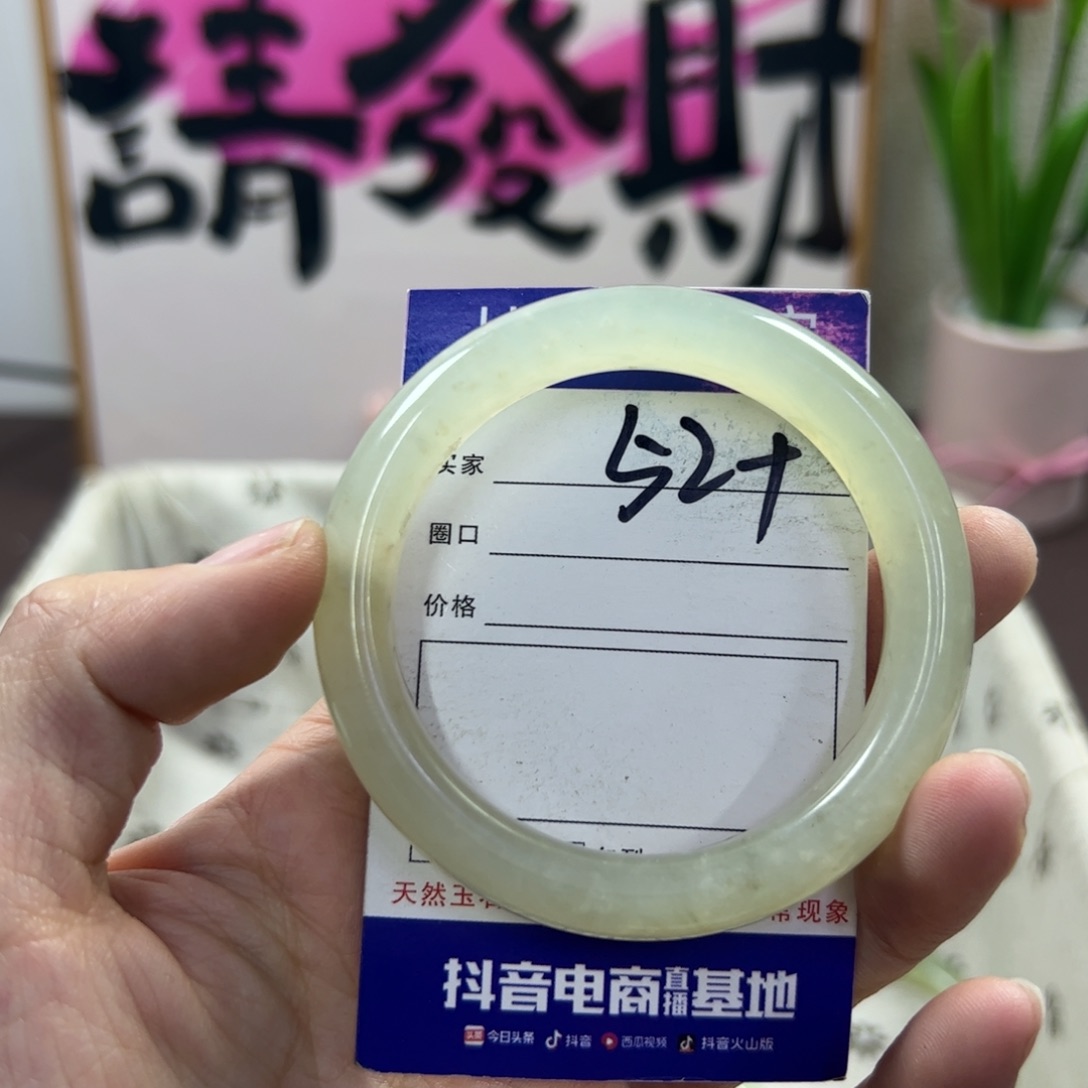 請發財
52+
买家
圈口
价格
天然玉石
常现象
抖音电商直播基地
今日头条 抖音 西瓜视频 抖音火山版